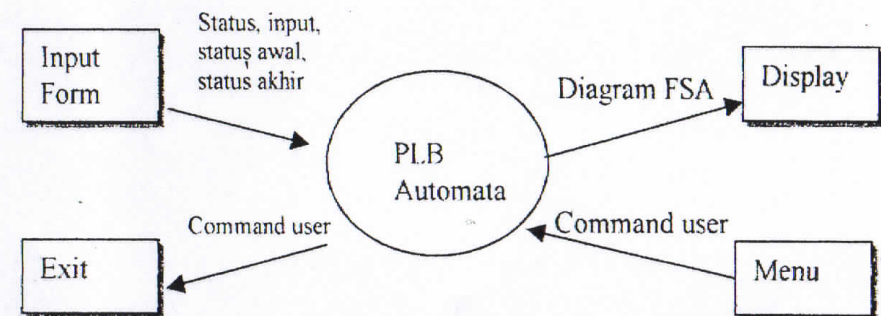 Input
Form
Status, input,
status awal,
status akhir
Diagram FSA
Display
PLB
Automata
Command user
Exit
Command user
Menu